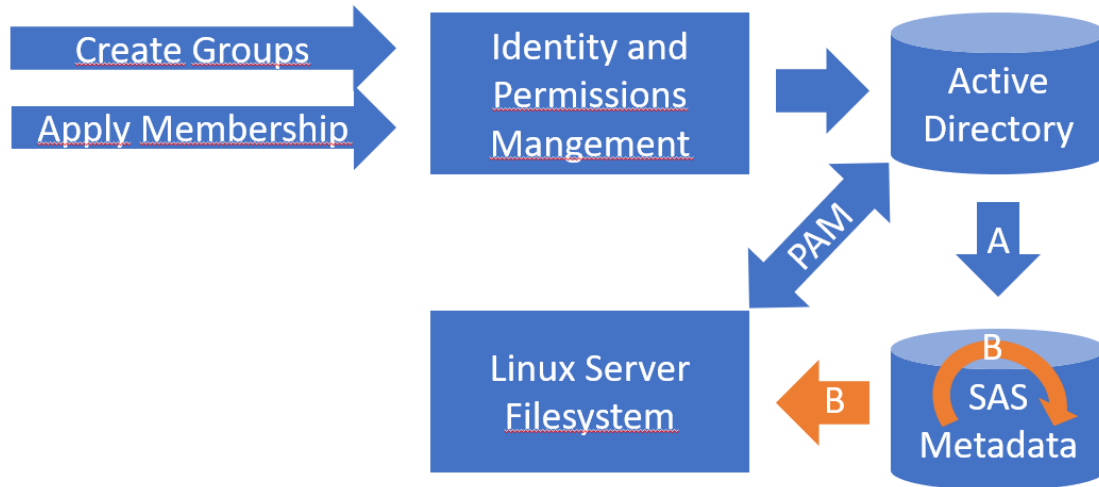 Create Groups
Apply Membership
Identity and
Permissions
Mangement
Active
Directory
PAM
A
Linux Server
Filesystem
B
B
SAS
Metadata